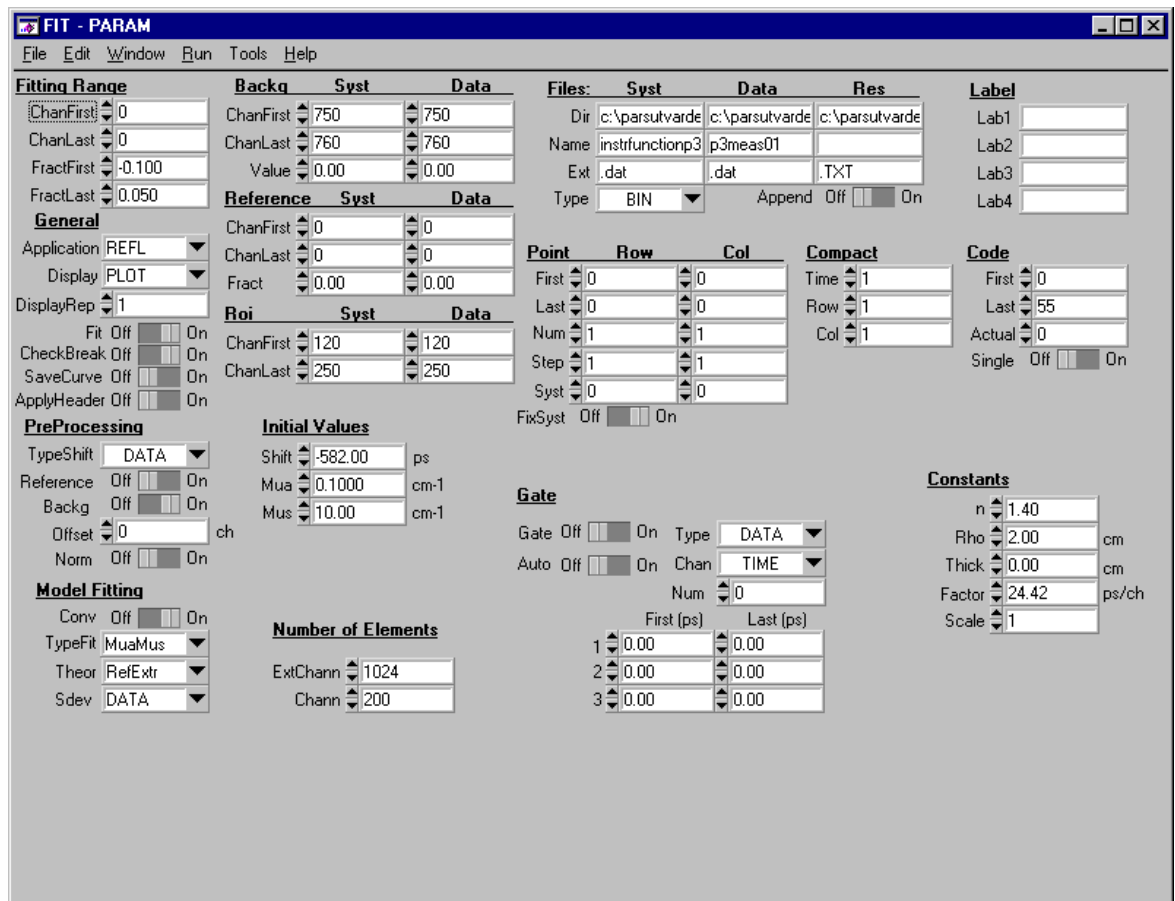 FIT - PARAM
File Edit Window Run Tools Help
Fitting Range
ChanFirst 0
ChanLast 0
FractFirst -0.100
FractLast 0.050
General
Application REFL
Display PLOT
DisplayRep 1
Fit Off On
CheckBreak Off On
SaveCurve Off On
ApplyHeader Off On
PreProcessing
TypeShift DATA
Reference Off On
Backg Off On
Offset 0 ch
Norm Off On
Model Fitting
Conv Off On
TypeFit MuaMus
Theor RefExtr
Sdev DATA
Backg Syst Data
ChanFirst 750 750
ChanLast 760 760
Value 0.00 0.00
Reference Syst Data
ChanFirst 0 0
ChanLast 0 0
Fract 0.00 0.00
Roi Syst Data
ChanFirst 120 120
ChanLast 250 250
Initial Values
Shift -582.00 ps
Mua 0.1000 cm-1
Mus 10.00 cm-1
Number of Elements
ExtChann 1024
Chann 200
Files: Syst Data Res
Dir c:\parsutvarde c:\parsutvarde c:\parsutvarde
Name instrfunctionp3 p3meas01
Ext .dat .dat .TXT
Type BIN Append Off On
Point Row Col
First 0 0
Last 0 0
Num 1 1
Step 1 1
Syst 0 0
FixSyst Off On
Compact
Time 1
Row 1
Col 1
Gate
Gate Off On Type DATA
Auto Off On Chan TIME
Num 0
First (ps) Last (ps)
1 0.00 0.00
2 0.00 0.00
3 0.00 0.00
Label
Lab1
Lab2
Lab3
Lab4
Code
First 0
Last 55
Actual 0
Single Off On
Constants
n 1.40
Rho 2.00 cm
Thick 0.00 cm
Factor 24.42 ps/ch
Scale 1